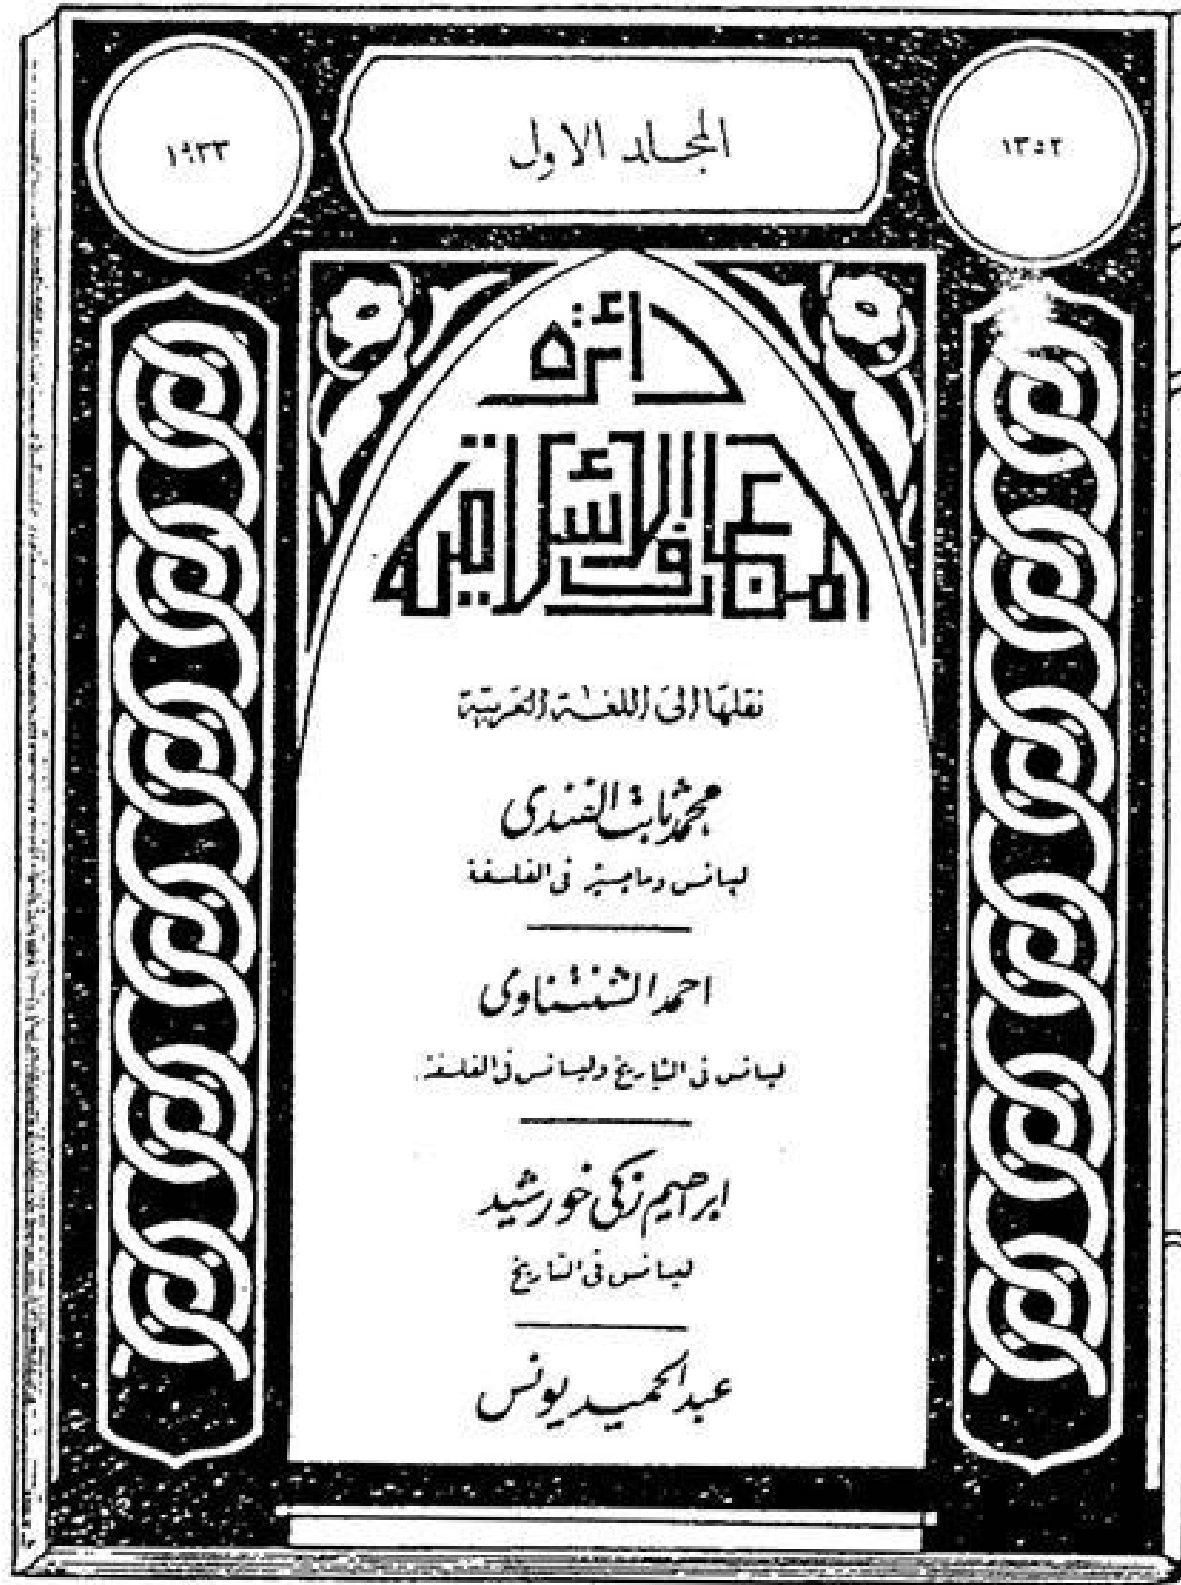 ١٣٥٢
المجلد الاول
١٩٣٣
دائرة
المعارف الإسلامية
نقلها إلى اللغة العربية
محمد ثابت الفندى
ليسانس وماجستير فى الفلسفة
احمد الشنتناوى
ليسانس فى التاريخ وليسانس فى الفلسفة
ابراهيم زكى خورشيد
ليسانس فى التاريخ
عبد الحميد يونس